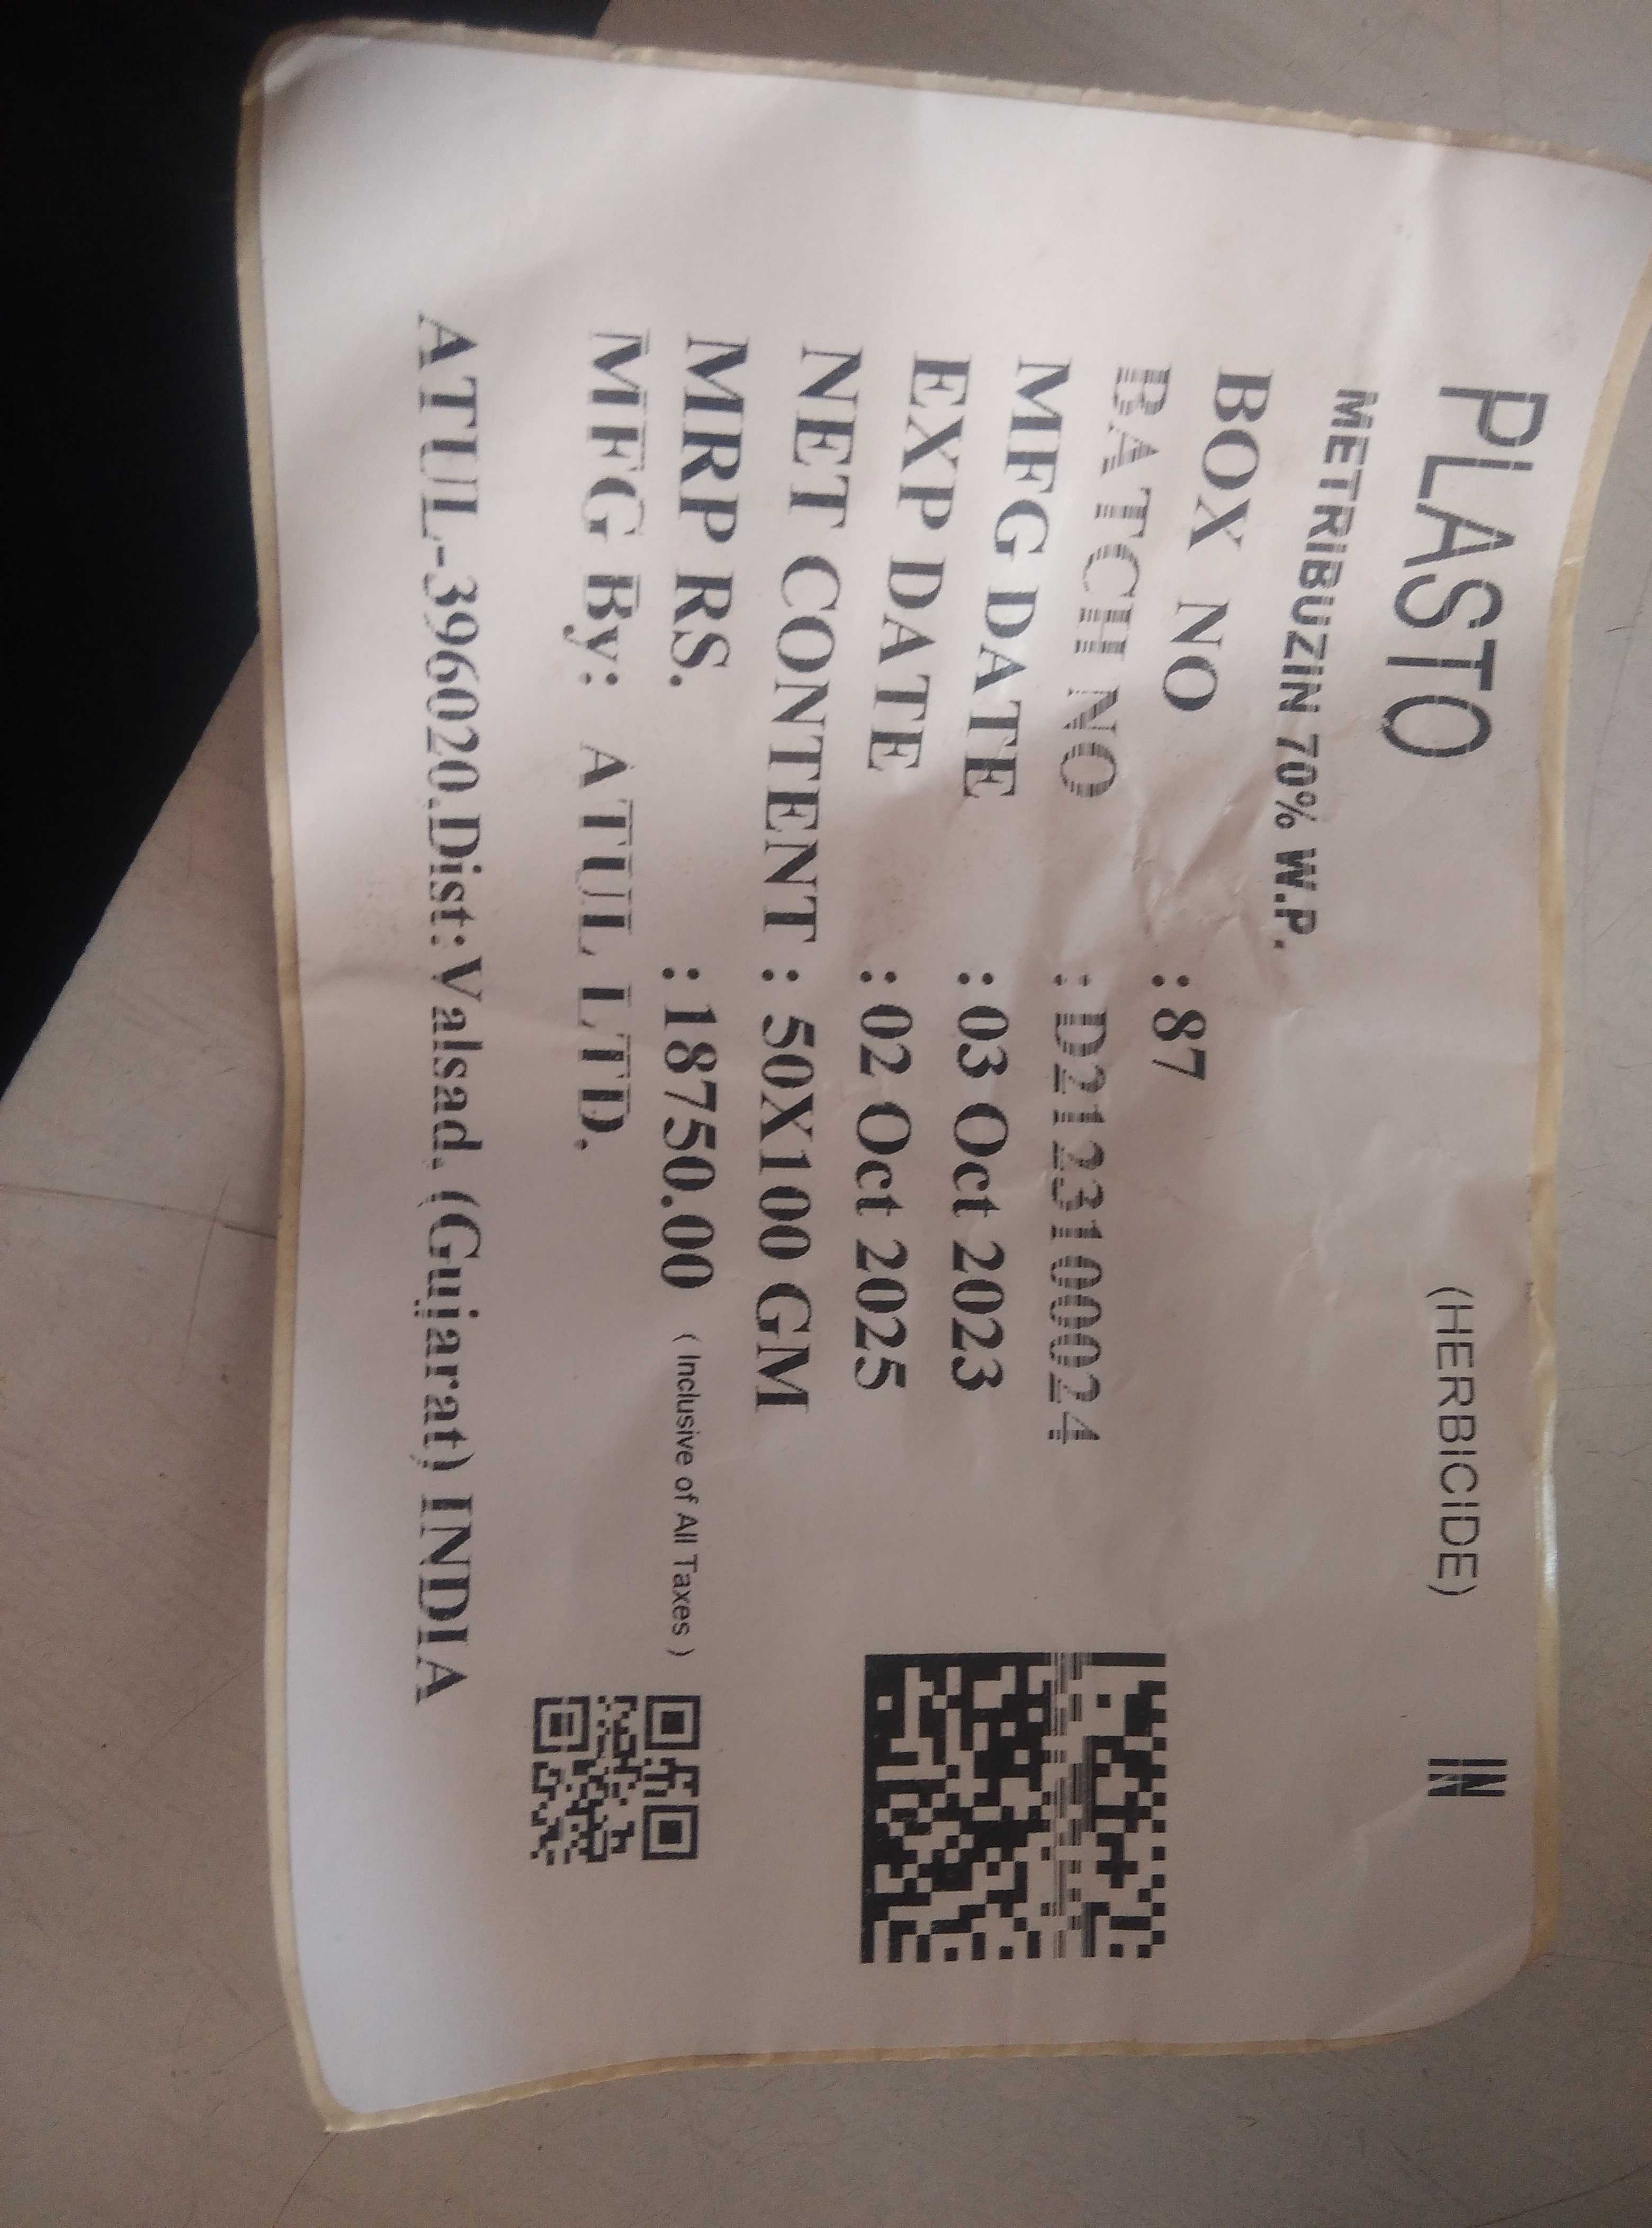 PLASTO (HERBICIDE) IN
METRIBUZIN 70% W.P.
BOX NO : 87
BATCH NO : D212310024
MFG DATE : 03 Oct 2023
EXP DATE : 02 Oct 2025
NET CONTENT : 50X100 GM
MRP RS. : 18750.00 ( Inclusive of All Taxes )
MFG By: ATUL LTD.
ATUL-396020.Dist:Valsad. (Gujarat) INDIA